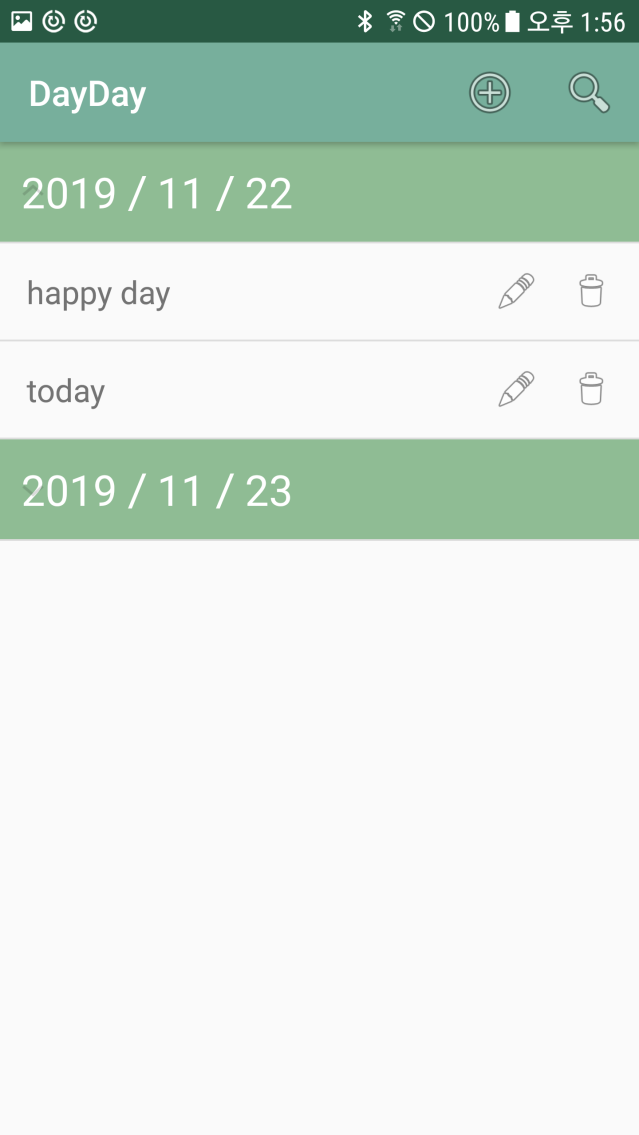 100% 오후 1:56
DayDay
2019 / 11 / 22
happy day
today
2019 / 11 / 23